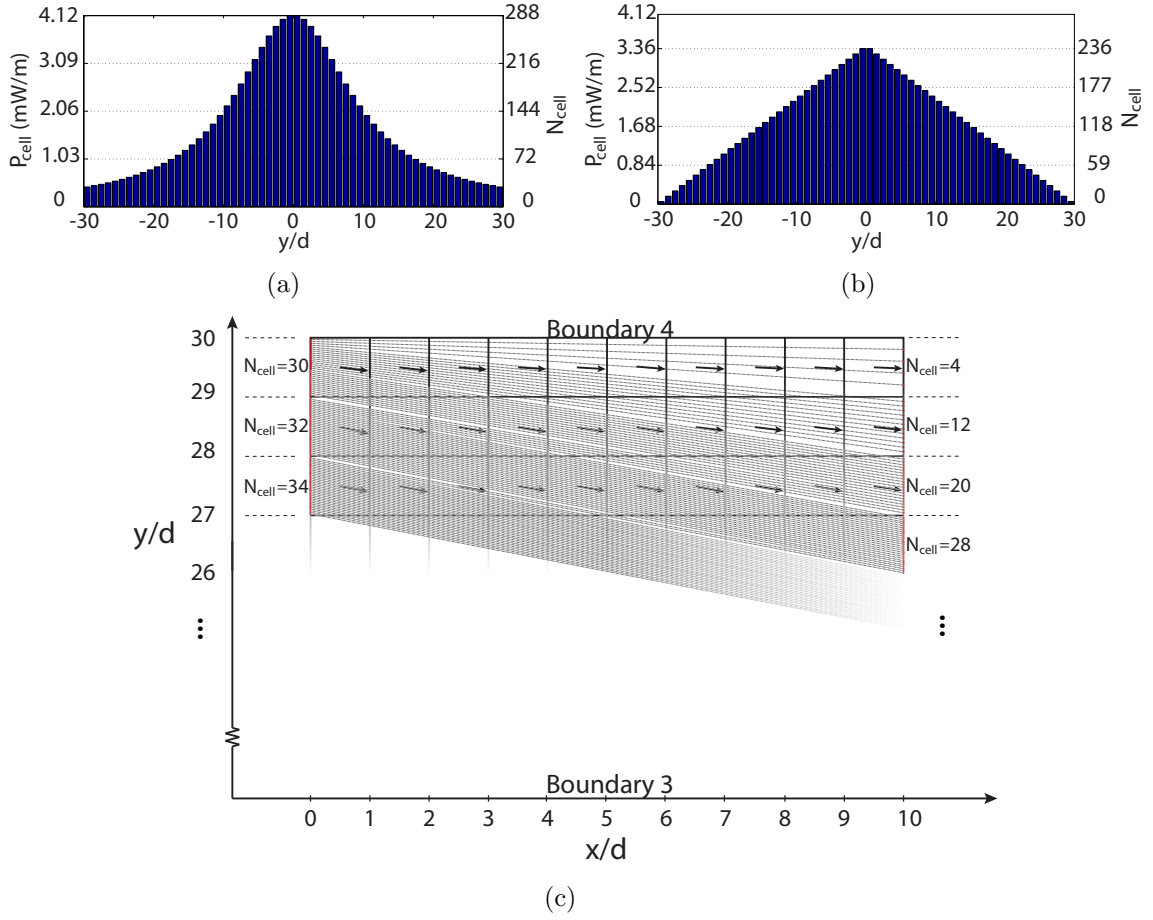 4.12
3.09
2.06
1.03
0
P_cell (mW/m)
288
216
144
72
0
N_cell
-30 -20 -10 0 10 20 30
y/d
(a)
4.12
3.36
2.52
1.68
0.84
0
P_cell (mW/m)
236
177
118
59
0
N_cell
-30 -20 -10 0 10 20 30
y/d
(b)
Boundary 4
30
N_cell=30 N_cell=4
29
N_cell=32 N_cell=12
28
N_cell=34 N_cell=20
27
y/d
N_cell=28
26
Boundary 3
0 1 2 3 4 5 6 7 8 9 10
x/d
(c)